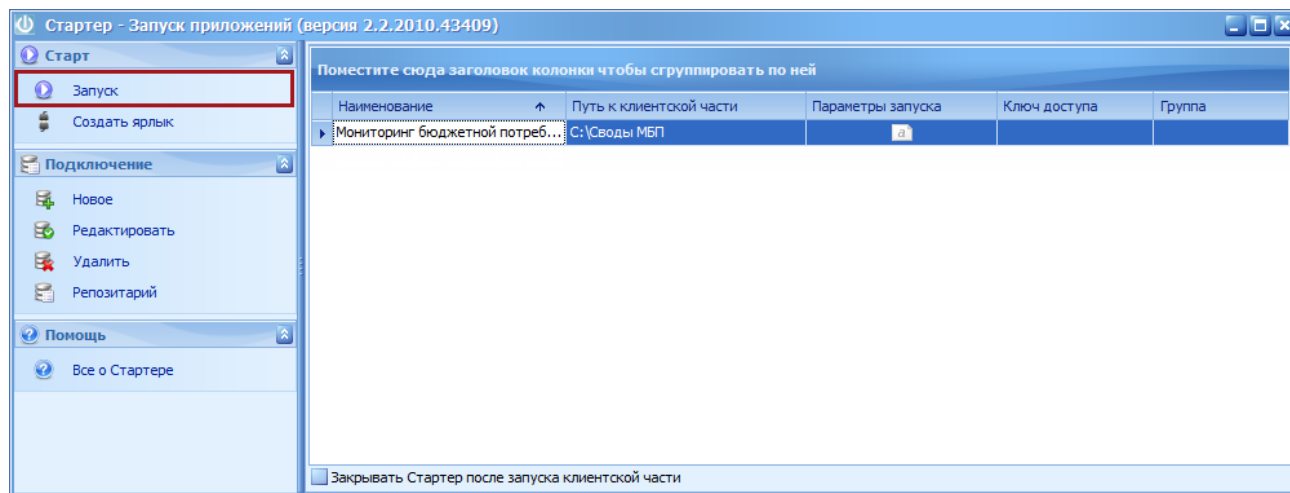 Стартер - Запуск приложений (версия 2.2.2010.43409)
Старт
Запуск
Создать ярлык
Подключение
Новое
Редактировать
Удалить
Репозитарий
Помощь
Все о Стартере
Поместите сюда заголовок колонки чтобы сгруппировать по ней
Наименование Путь к клиентской части Параметры запуска Ключ доступа Группа
Мониторинг бюджетной потреб... C:\Своды МБП a
Закрывать Стартер после запуска клиентской части